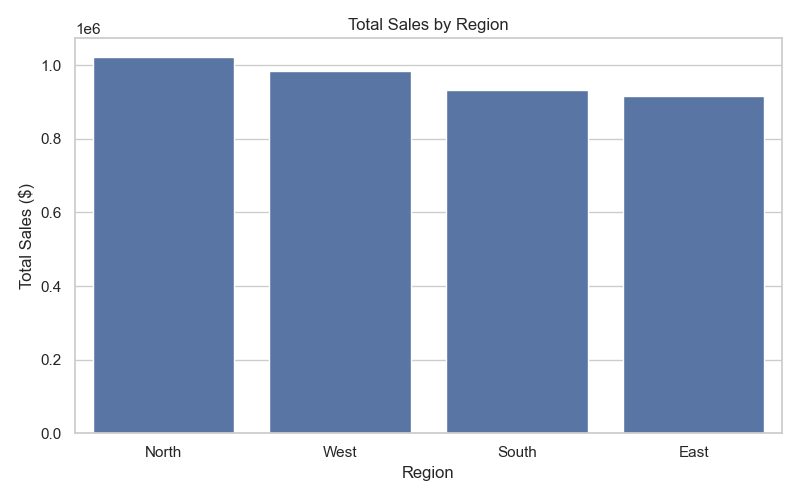 Total Sales by Region
1e6
1.0
0.8
0.6
0.4
0.2
0.0
Total Sales ($)
North West South East
Region